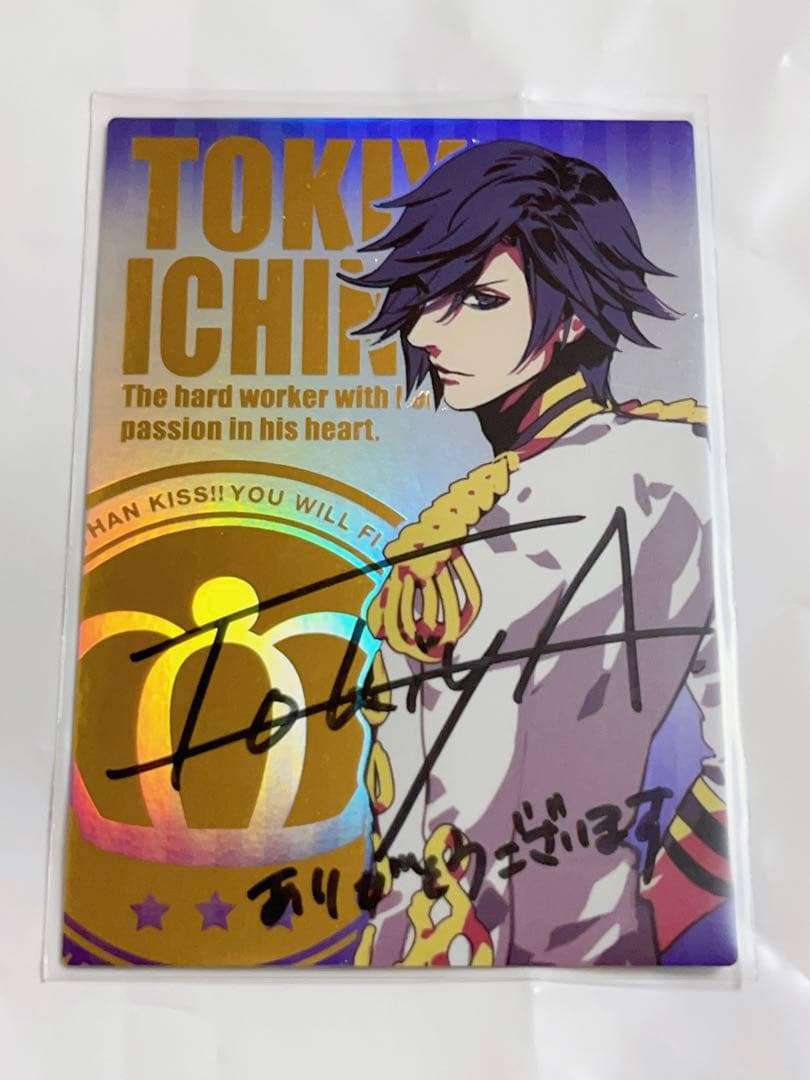 TOKIY
ICHIN
The hard worker with
passion in his heart.
HAN KISS!! YOU WILL FI
TokiyA.
ありがとうございます